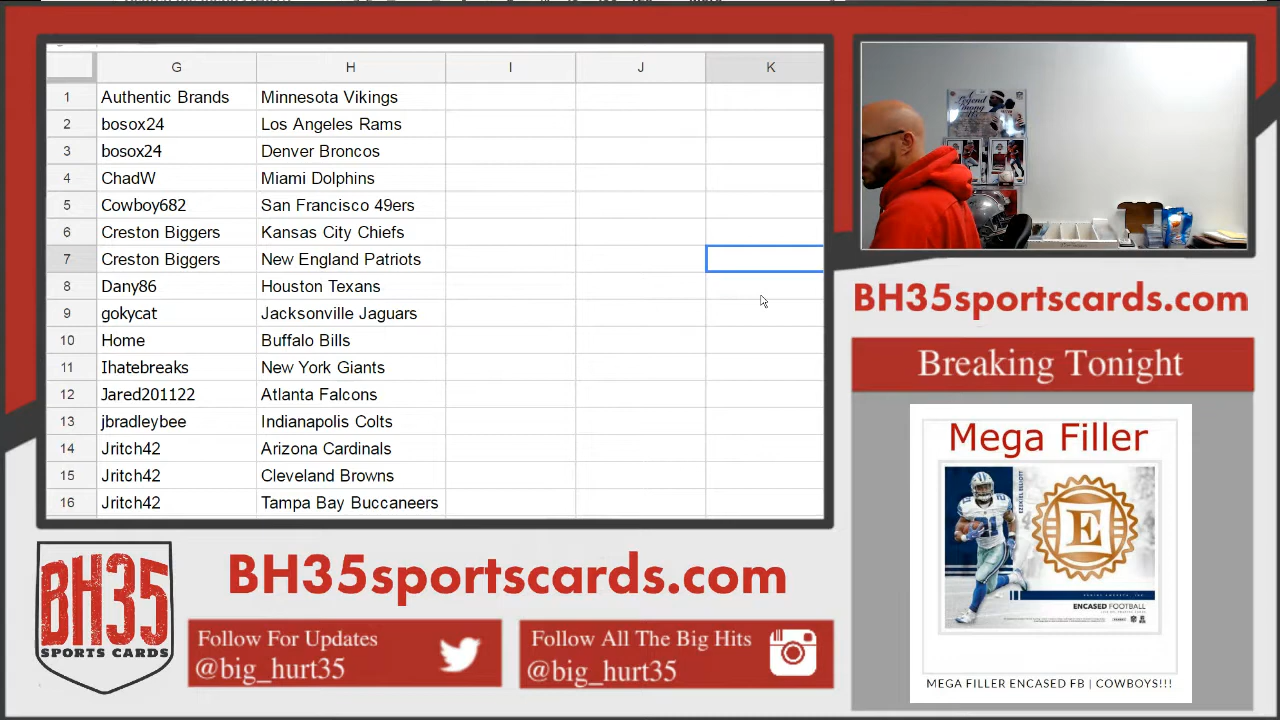 G H I J K
1 Authentic Brands Minnesota Vikings
2 bosox24 Los Angeles Rams
3 bosox24 Denver Broncos
4 ChadW Miami Dolphins
5 Cowboy682 San Francisco 49ers
6 Creston Biggers Kansas City Chiefs
7 Creston Biggers New England Patriots
8 Dany86 Houston Texans
9 gokycat Jacksonville Jaguars
10 Home Buffalo Bills
11 Ihatebreaks New York Giants
12 Jared201122 Atlanta Falcons
13 jbradleybee Indianapolis Colts
14 Jritch42 Arizona Cardinals
15 Jritch42 Cleveland Browns
16 Jritch42 Tampa Bay Buccaneers
BH35sportscards.com
Breaking Tonight
Mega Filler
EZEKIEL ELLIOTT
E
21
ENCASED FOOTBALL
MEGA FILLER ENCASED FB | COWBOYS!!!
BH35
SPORTS CARDS
BH35sportscards.com
Follow For Updates
@big_hurt35
Follow All The Big Hits
@big_hurt35